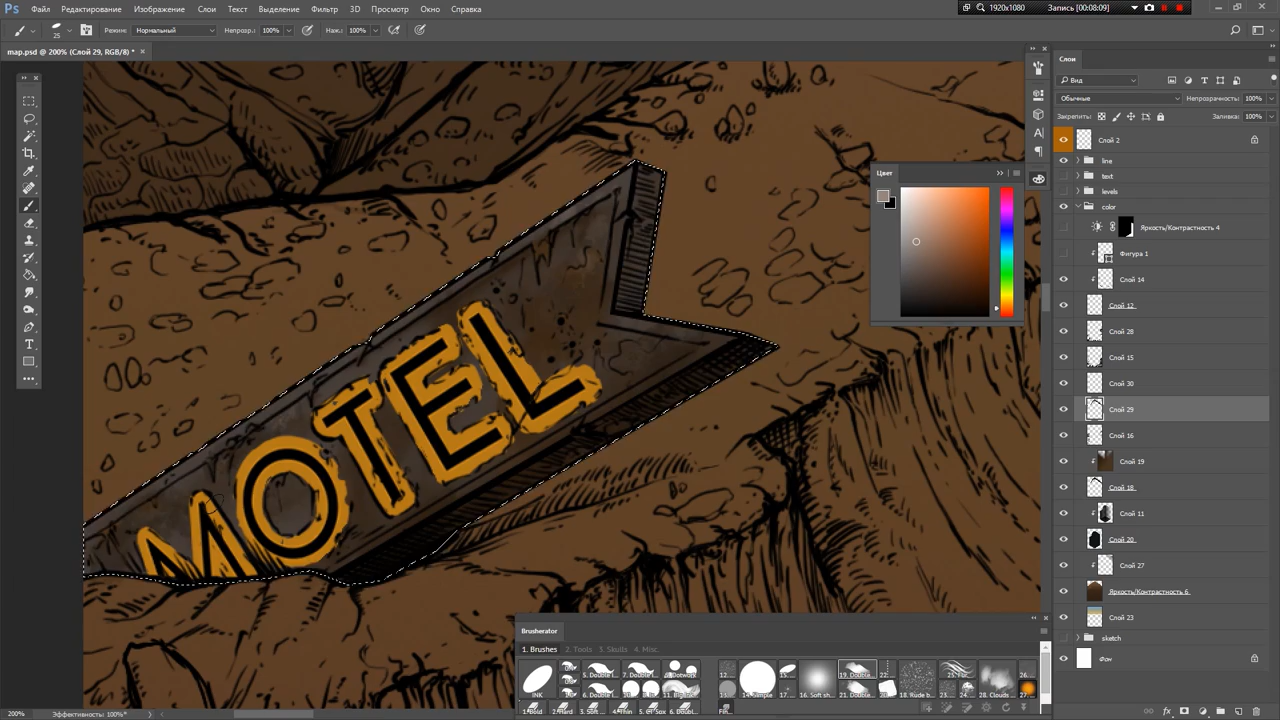 Ps Файл Редактирование Изображение Слои Текст Выделение Фильтр 3D Просмотр Окно Справка
1920x1080 Запись [00:08:09]
25 Режим: Нормальный Непрозр.: 100% Наж.: 100%
map.psd @ 200% (Слой 29, RGB/8) *
Слои
Вид
Обычные Непрозрачность: 100%
Закрепить: Заливка: 100%
Слой 2
line
text
levels
color
Яркость/Контрастность 4
Фигура 1
Слой 14
Слой 12
Слой 28
Слой 15
Слой 30
Слой 29
Слой 16
Слой 19
Слой 18
Слой 11
Слой 20
Слой 27
Яркость/Контрастность 6
Слой 23
sketch
Фон
Цвет
MOTEL
Brusherator
1. Brushes 2. Tools 3. Skulls 4. Misc.
INK
200% Эффективность: 100%*